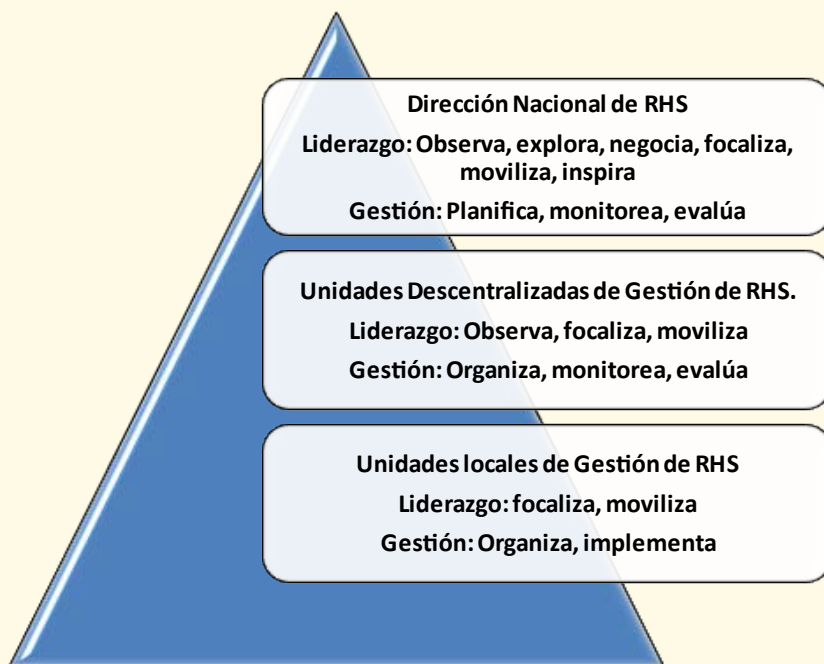 Dirección Nacional de RHS
Liderazgo: Observa, explora, negocia, focaliza,
moviliza, inspira
Gestión: Planifica, monitorea, evalúa
Unidades Descentralizadas de Gestión de RHS.
Liderazgo: Observa, focaliza, moviliza
Gestión: Organiza, monitorea, evalúa
Unidades locales de Gestión de RHS
Liderazgo: focaliza, moviliza
Gestión: Organiza, implementa